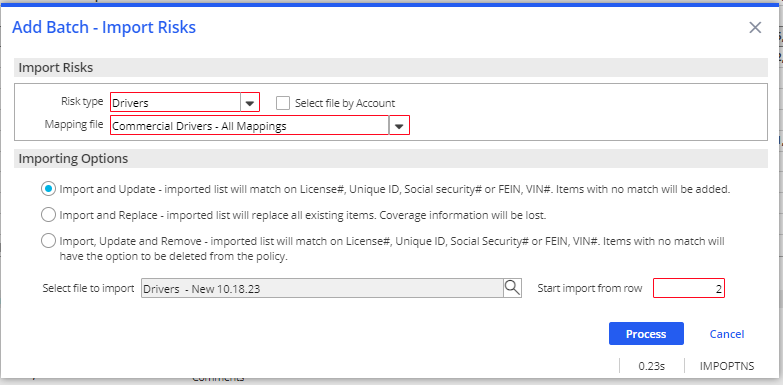 Add Batch - Import Risks
Import Risks
Risk type Drivers Select file by Account
Mapping file Commercial Drivers - All Mappings
Importing Options
Import and Update - imported list will match on License#, Unique ID, Social security# or FEIN, VIN#. Items with no match will be added.
Import and Replace - imported list will replace all existing items. Coverage information will be lost.
Import, Update and Remove - imported list will match on License#, Unique ID, Social Security# or FEIN, VIN#. Items with no match will
have the option to be deleted from the policy.
Select file to import Drivers - New 10.18.23 Start import from row 2
Process Cancel
0.23s IMPOPTNS
Comments